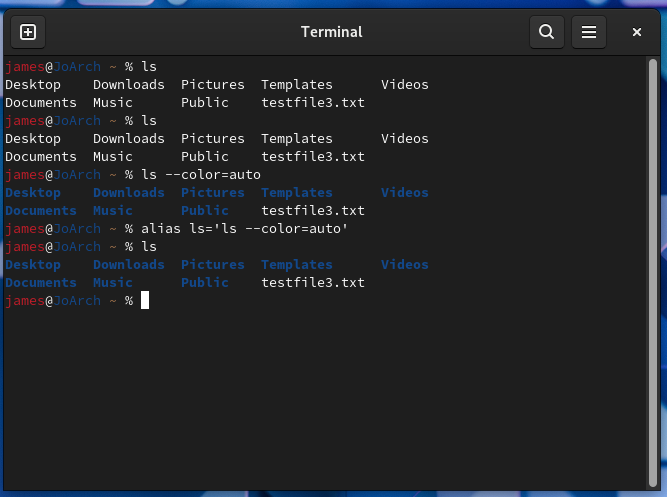 Terminal
james@JoArch ~ % ls
Desktop    Downloads  Pictures  Templates      Videos
Documents  Music      Public    testfile3.txt
james@JoArch ~ % ls
Desktop    Downloads  Pictures  Templates      Videos
Documents  Music      Public    testfile3.txt
james@JoArch ~ % ls --color=auto
Desktop    Downloads  Pictures  Templates      Videos
Documents  Music      Public    testfile3.txt
james@JoArch ~ % alias ls='ls --color=auto'
james@JoArch ~ % ls
Desktop    Downloads  Pictures  Templates      Videos
Documents  Music      Public    testfile3.txt
james@JoArch ~ %